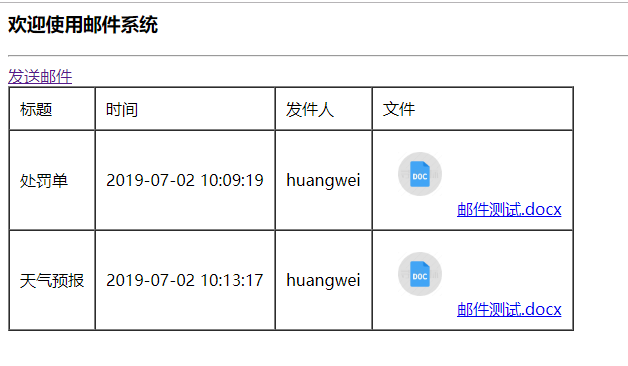 欢迎使用邮件系统
发送邮件
标题 时间 发件人 文件
处罚单 2019-07-02 10:09:19 huangwei DOC 邮件测试.docx
天气预报 2019-07-02 10:13:17 huangwei DOC 邮件测试.docx